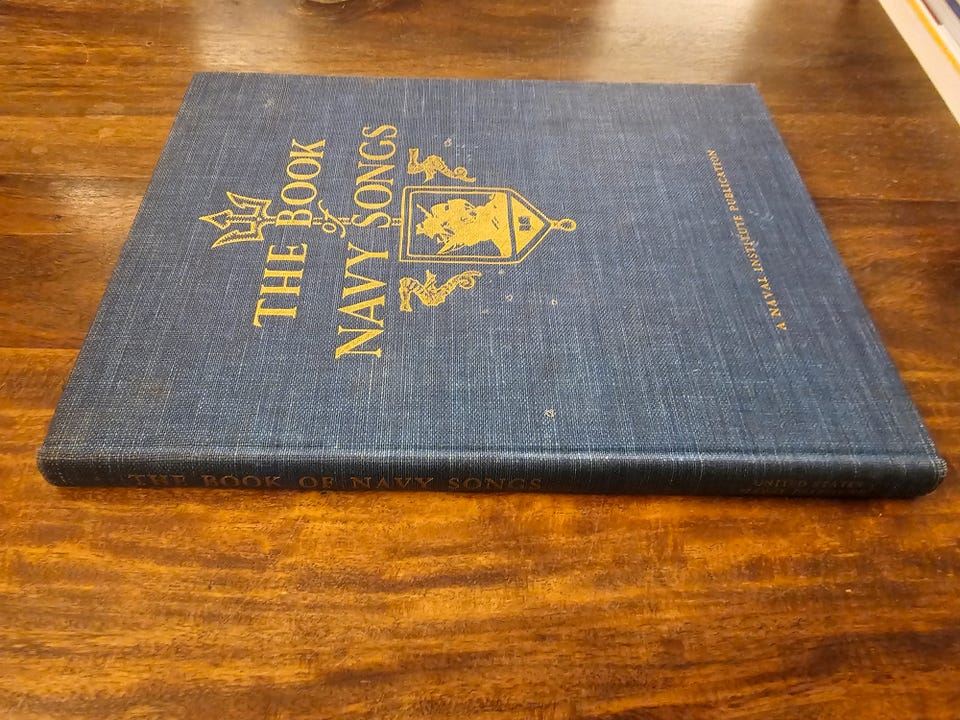 THE BOOK
of
NAVY SONGS
A NAVAL INSTITUTE PUBLICATION
THE BOOK OF NAVY SONGS
UNITED STATES